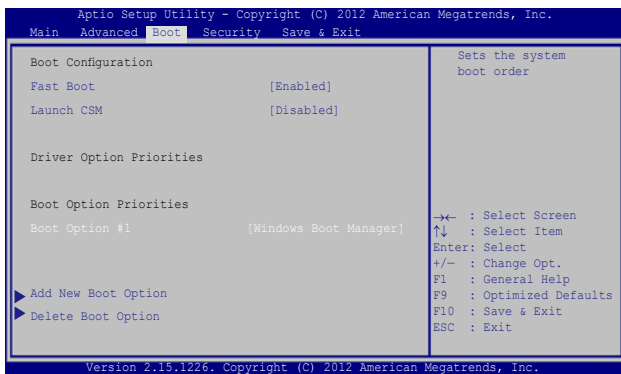 Aptio Setup Utility - Copyright (C) 2012 American Megatrends, Inc.
Main Advanced Boot Security Save & Exit
Boot Configuration
Fast Boot [Enabled]
Launch CSM [Disabled]
Driver Option Priorities
Boot Option Priorities
Boot Option #1 [Windows Boot Manager]
Add New Boot Option
Delete Boot Option
Sets the system
boot order
→← : Select Screen
↑↓ : Select Item
Enter: Select
+/— : Change Opt.
F1 : General Help
F9 : Optimized Defaults
F10 : Save & Exit
ESC : Exit
Version 2.15.1226. Copyright (C) 2012 American Megatrends, Inc.